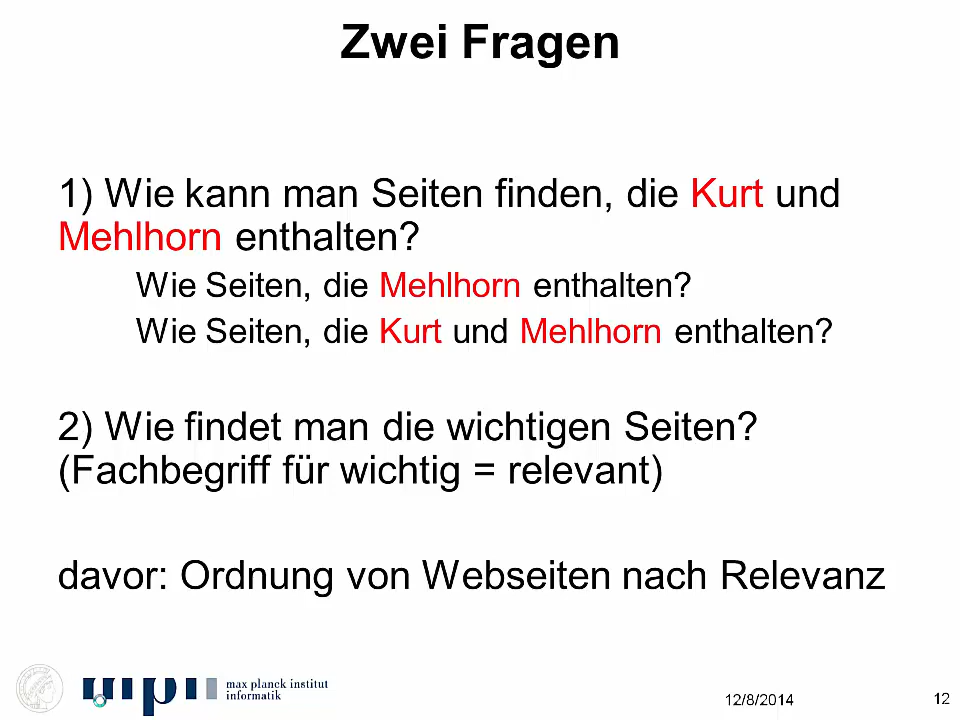 Zwei Fragen
1) Wie kann man Seiten finden, die Kurt und
Mehlhorn enthalten?
Wie Seiten, die Mehlhorn enthalten?
Wie Seiten, die Kurt und Mehlhorn enthalten?
2) Wie findet man die wichtigen Seiten?
(Fachbegriff für wichtig = relevant)
davor: Ordnung von Webseiten nach Relevanz
max planck institut
informatik
12/8/2014
12